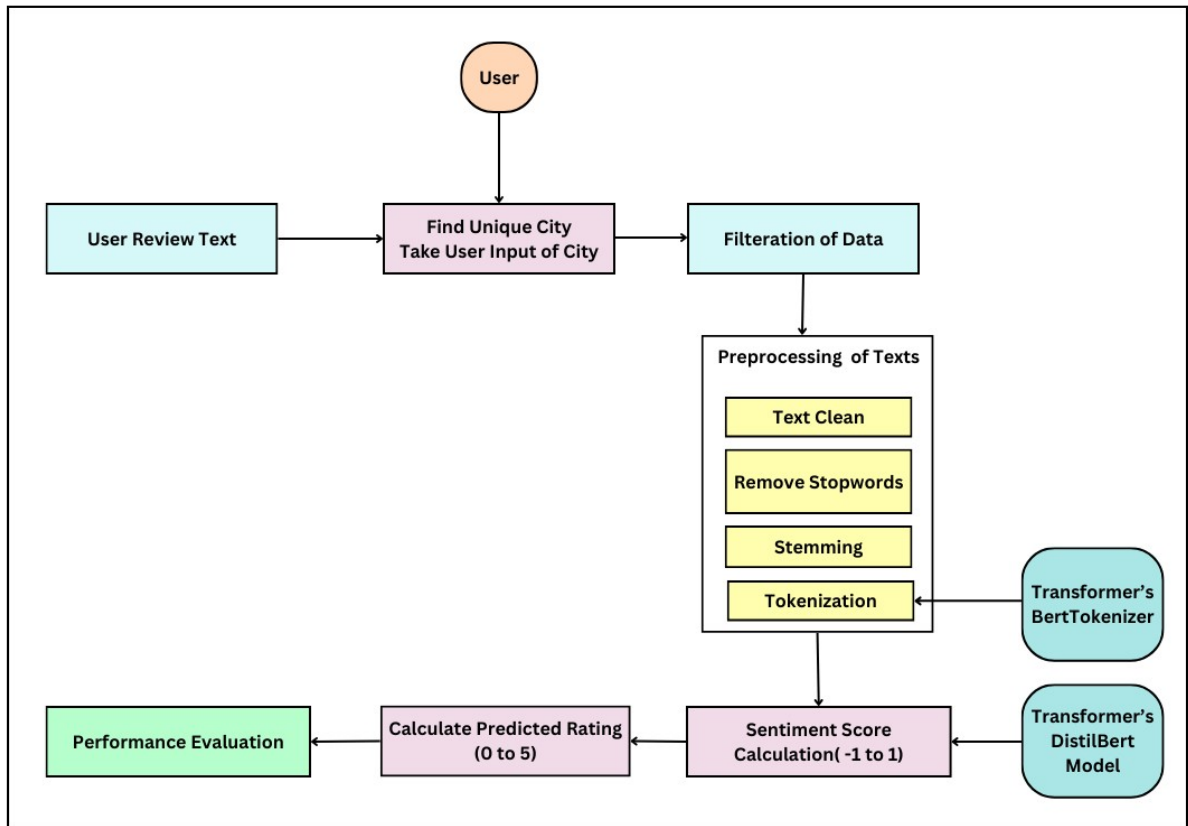 User
User Review Text
Find Unique City
Take User Input of City
Filteration of Data
Preprocessing of Texts
Text Clean
Remove Stopwords
Stemming
Tokenization
Transformer's
BertTokenizer
Performance Evaluation
Calculate Predicted Rating
(0 to 5)
Sentiment Score
Calculation( -1 to 1)
Transformer's
DistilBert
Model